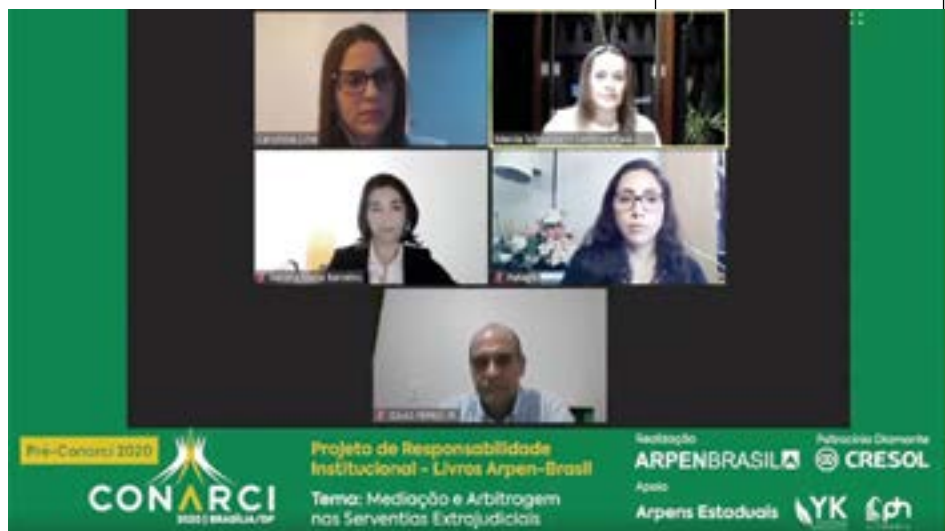 Pré-Conarci 2020
CONARCI
2020 | BRASÍLIA/DF
Projeto de Responsabilidade
Institucional - Livros Arpen-Brasil
Tema: Mediação e Arbitragem
nas Serventias Extrajudiciais
Realização
ARPENBRASIL
Patrocínio Diamante
CRESOL
Apoio
Arpens Estaduais
YK